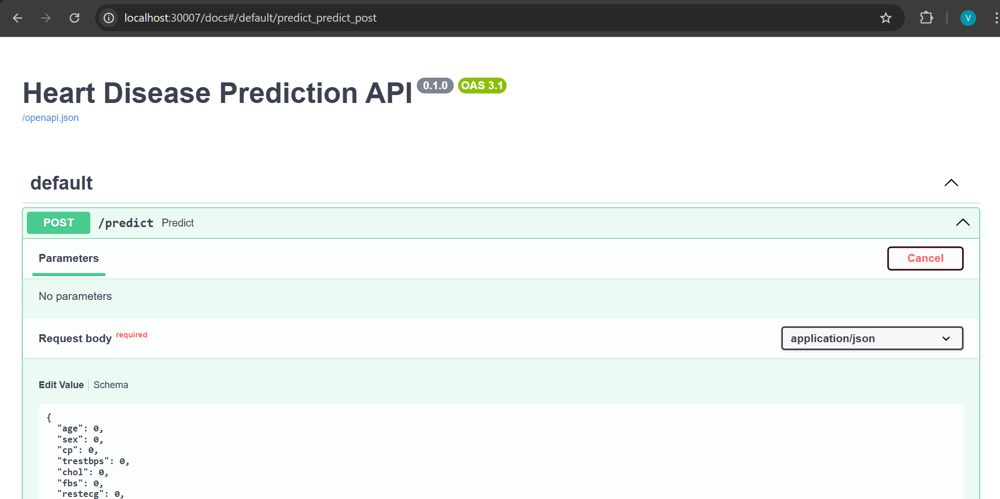 localhost:30007/docs#/default/predict_predict_post
V
Heart Disease Prediction API 0.1.0 OAS 3.1
/openapi.json
default
POST /predict Predict
Parameters
Cancel
No parameters
Request body required
application/json
Edit Value Schema
{
"age": 0,
"sex": 0,
"cp": 0,
"trestbps": 0,
"chol": 0,
"fbs": 0,
"restecg": 0,